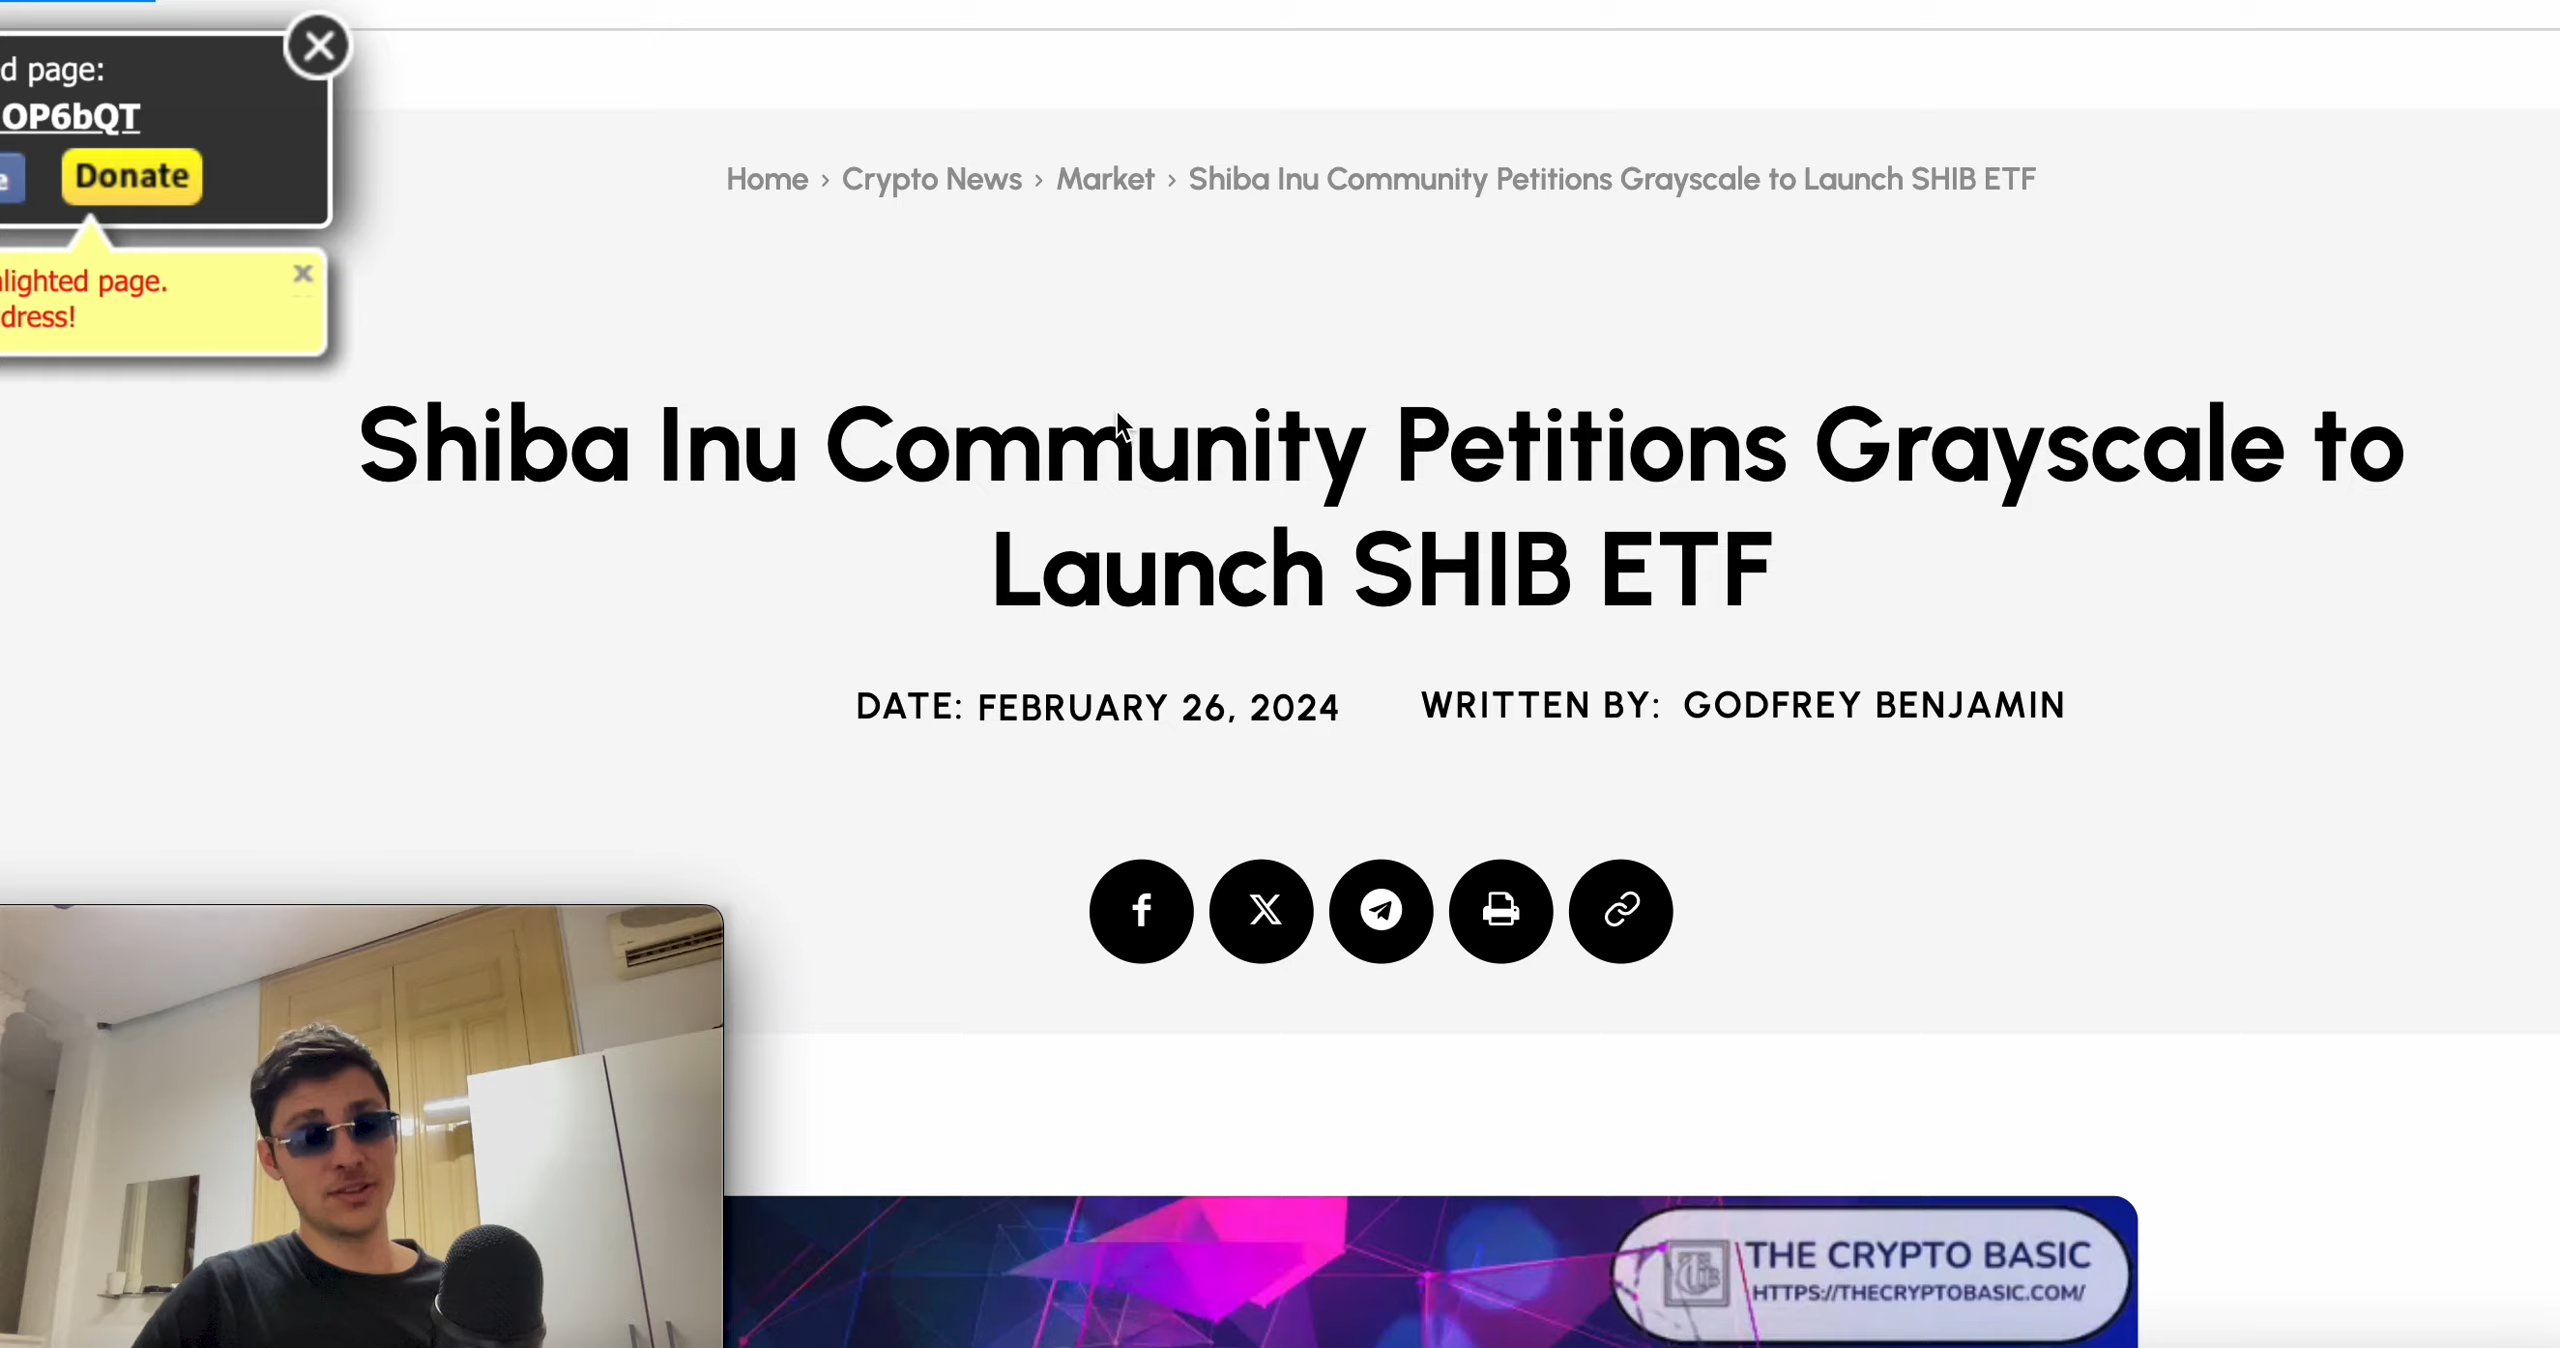 d page:
OP6bQT
e
Donate
lighted page.
dress!
Home › Crypto News › Market › Shiba Inu Community Petitions Grayscale to Launch SHIB ETF
Shiba Inu Community Petitions Grayscale to
Launch SHIB ETF
DATE: FEBRUARY 26, 2024 WRITTEN BY: GODFREY BENJAMIN
THE CRYPTO BASIC
HTTPS://THECRYPTOBASIC.COM/